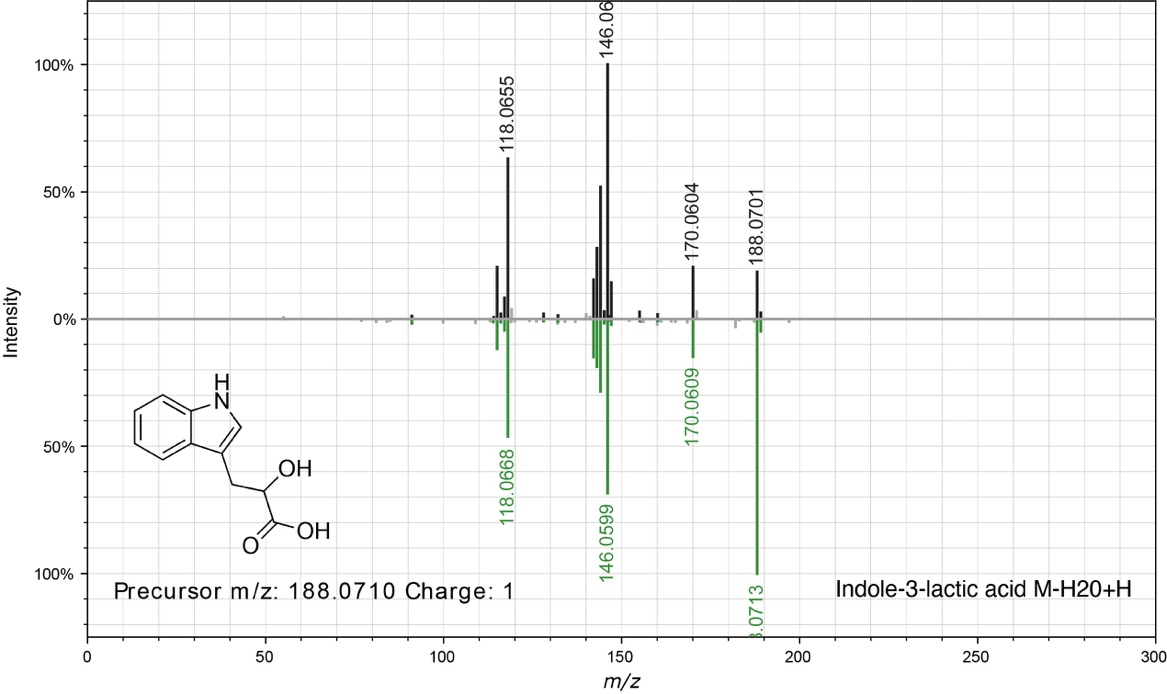 146.06
100%
118.0655
50%
170.0604
188.0701
0%
Intensity
H
N
OH
OH
O
50%
118.0668
170.0609
146.0599
100%
.0713
Precursor m/z: 188.0710 Charge: 1
Indole-3-lactic acid M-H20+H
0
50
100
150
200
250
300
m/z